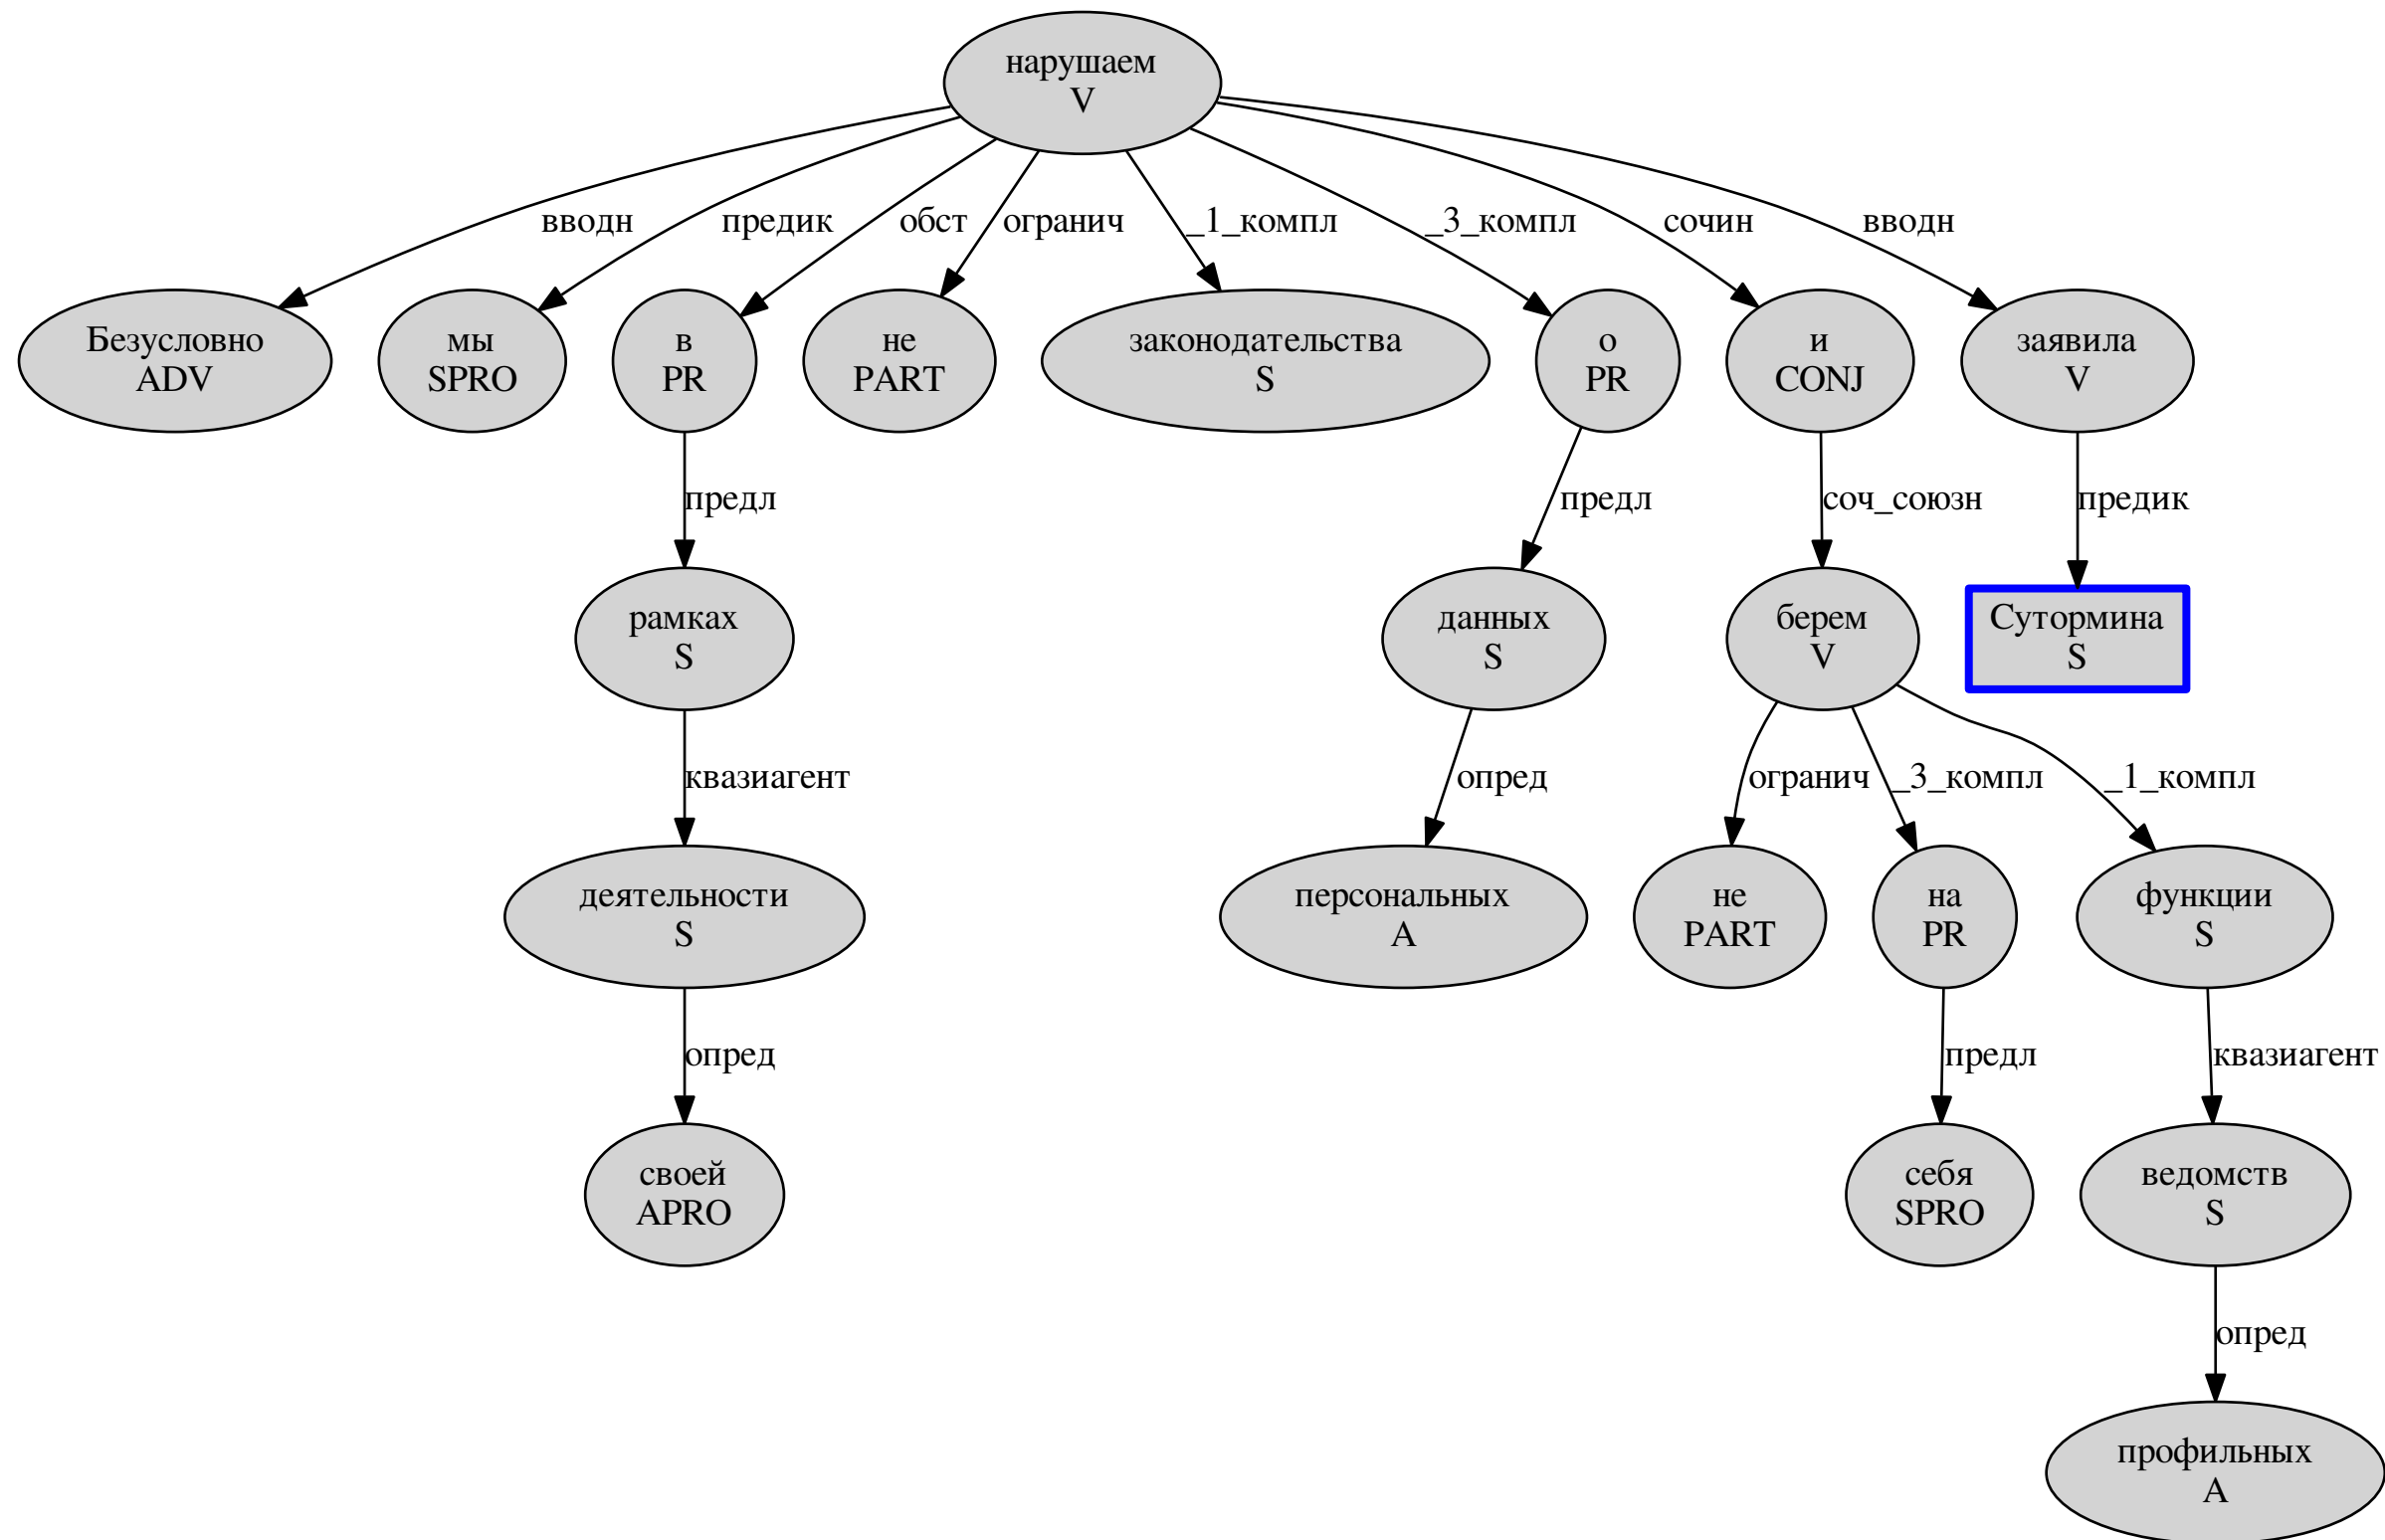 нарушаем
V
вводн
предик
обст
огранич
_1_компл
_3_компл
сочин
вводн
Безусловно
ADV
мы
SPRO
в
PR
не
PART
законодательства
S
о
PR
и
CONJ
заявила
V
предл
предл
соч_союзн
предик
рамках
S
данных
S
берем
V
Сутормина
S
квазиагент
опред
огранич
_3_компл
_1_компл
деятельности
S
персональных
A
не
PART
на
PR
функции
S
опред
предл
квазиагент
своей
APRO
себя
SPRO
ведомств
S
опред
профильных
A